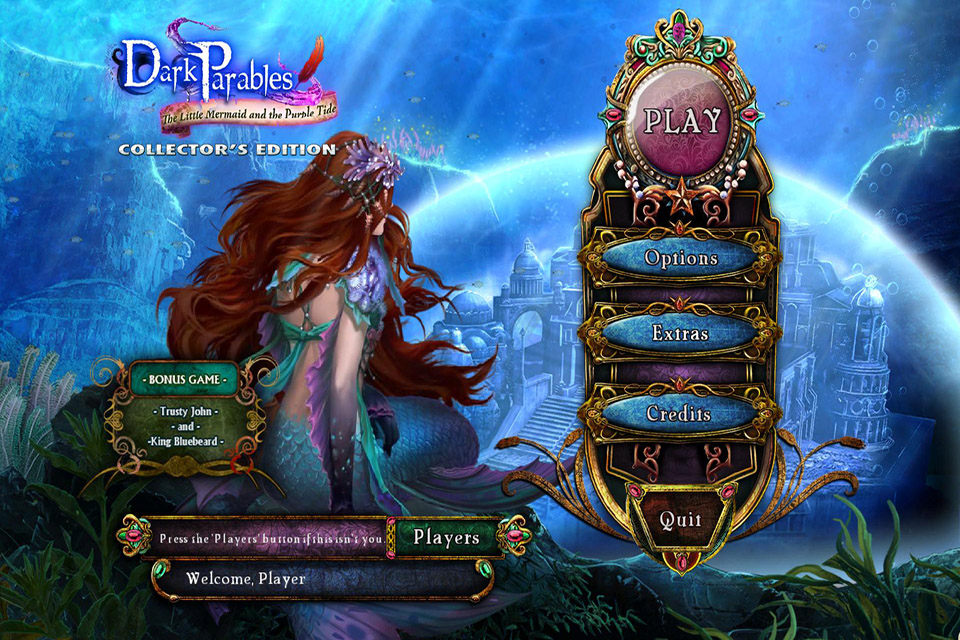 Dark Parables
The Little Mermaid and the Purple Tide
COLLECTOR'S EDITION
PLAY
Options
Extras
Credits
Quit
- BONUS GAME -
- Trusty John -
- and -
-King Bluebeard -
Press the 'Players' button if this isn't you
Players
Welcome, Player